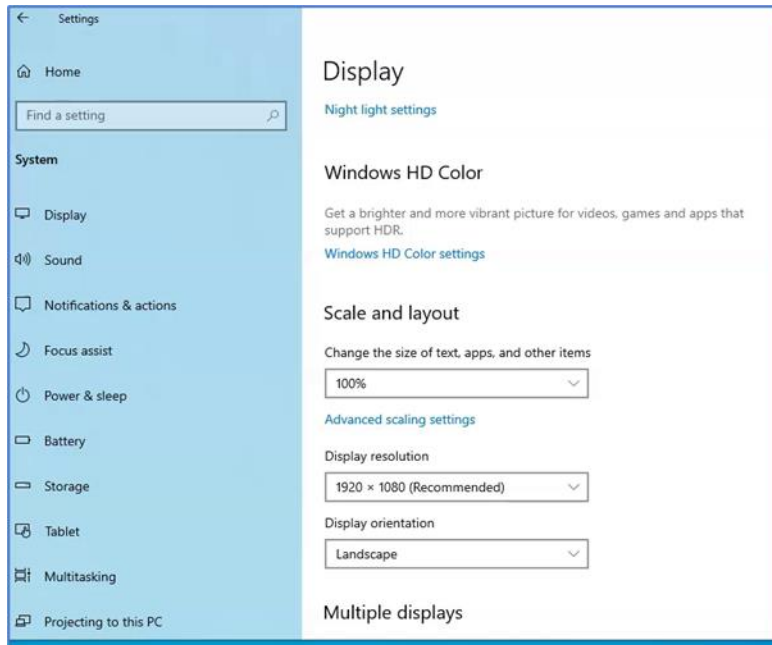 Settings
Home
Find a setting
System
Display
Sound
Notifications & actions
Focus assist
Power & sleep
Battery
Storage
Tablet
Multitasking
Projecting to this PC
Display
Night light settings
Windows HD Color
Get a brighter and more vibrant picture for videos, games and apps that
support HDR.
Windows HD Color settings
Scale and layout
Change the size of text, apps, and other items
100%
Advanced scaling settings
Display resolution
1920 × 1080 (Recommended)
Display orientation
Landscape
Multiple displays